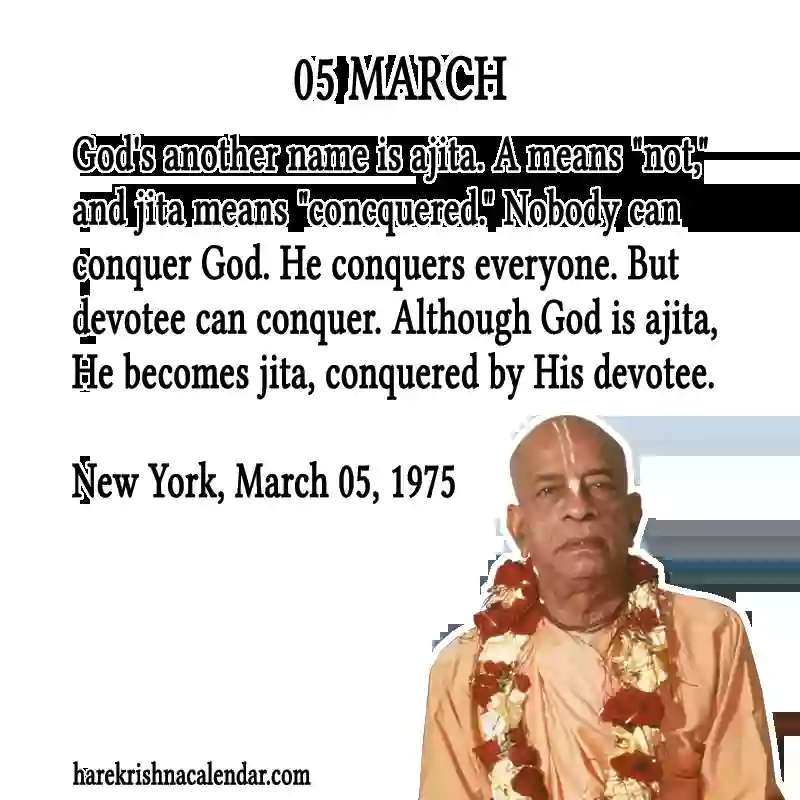 05 MARCH
God's another name is ajita. A means "not,"
and jita means "concquered." Nobody can
conquer God. He conquers everyone. But
devotee can conquer. Although God is ajita,
He becomes jita, conquered by His devotee.
New York, March 05, 1975
harekrishnacalendar.com